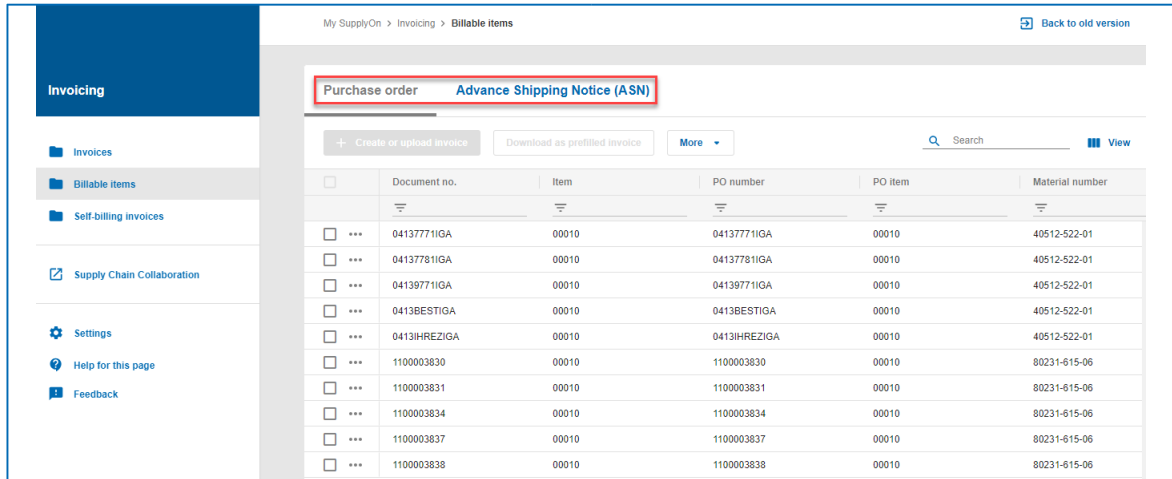 My SupplyOn > Invoicing > Billable items
Back to old version
Invoicing
Invoices
Billable items
Self-billing invoices
Supply Chain Collaboration
Settings
Help for this page
Feedback
Purchase order Advance Shipping Notice (ASN)
+ Create or upload invoice Download as prefilled invoice More Search View
Document no. Item PO number PO item Material number
04137771IGA 00010 04137771IGA 00010 40512-522-01
04137781IGA 00010 04137781IGA 00010 40512-522-01
04139771IGA 00010 04139771IGA 00010 40512-522-01
0413BESTIGA 00010 0413BESTIGA 00010 40512-522-01
0413IHREZIGA 00010 0413IHREZIGA 00010 40512-522-01
1100003830 00010 1100003830 00010 80231-615-06
1100003831 00010 1100003831 00010 80231-615-06
1100003834 00010 1100003834 00010 80231-615-06
1100003837 00010 1100003837 00010 80231-615-06
1100003838 00010 1100003838 00010 80231-615-06